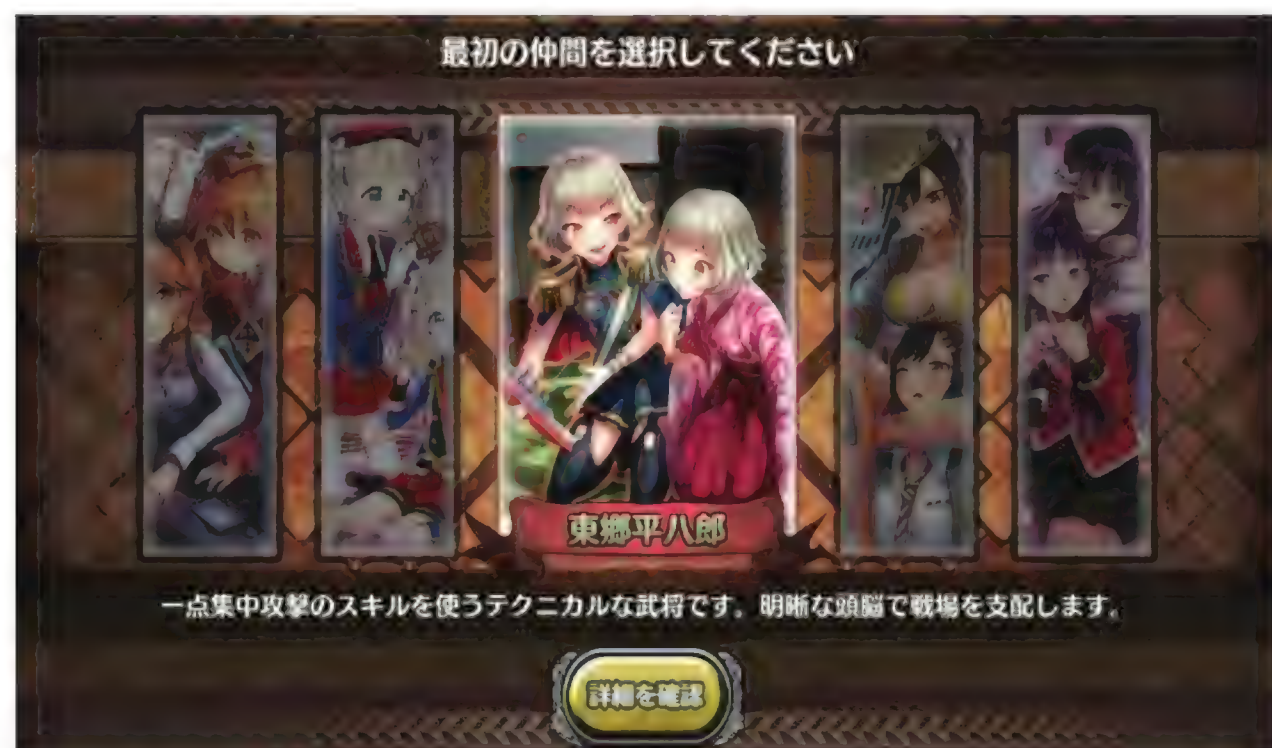 最初の仲間を選択してください
東郷平八郎
一点集中攻撃のスキルを使うテクニカルな武将です。明晰な頭脳で戦場を支配します。
詳細を確認